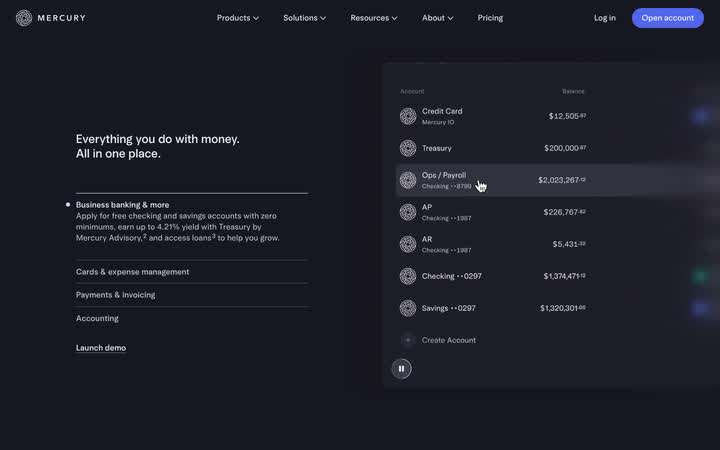 MERCURY
Products
Solutions
Resources
About
Pricing
Log in
Open account
Everything you do with money.
All in one place.
Business banking & more
Apply for free checking and savings accounts with zero
minimums, earn up to 4.21% yield with Treasury by
Mercury Advisory,² and access loans³ to help you grow.
Cards & expense management
Payments & invoicing
Accounting
Launch demo
Account Balance
Credit Card
Mercury IO
$12,505.37
Treasury
$200,000.87
Ops / Payroll
Checking ••8799
$2,023,267.12
AP
Checking ••1987
$226,767.82
AR
Checking ••1987
$5,431.32
Checking ••0297
$1,374,471.12
Savings ••0297
$1,320,301.00
Create Account